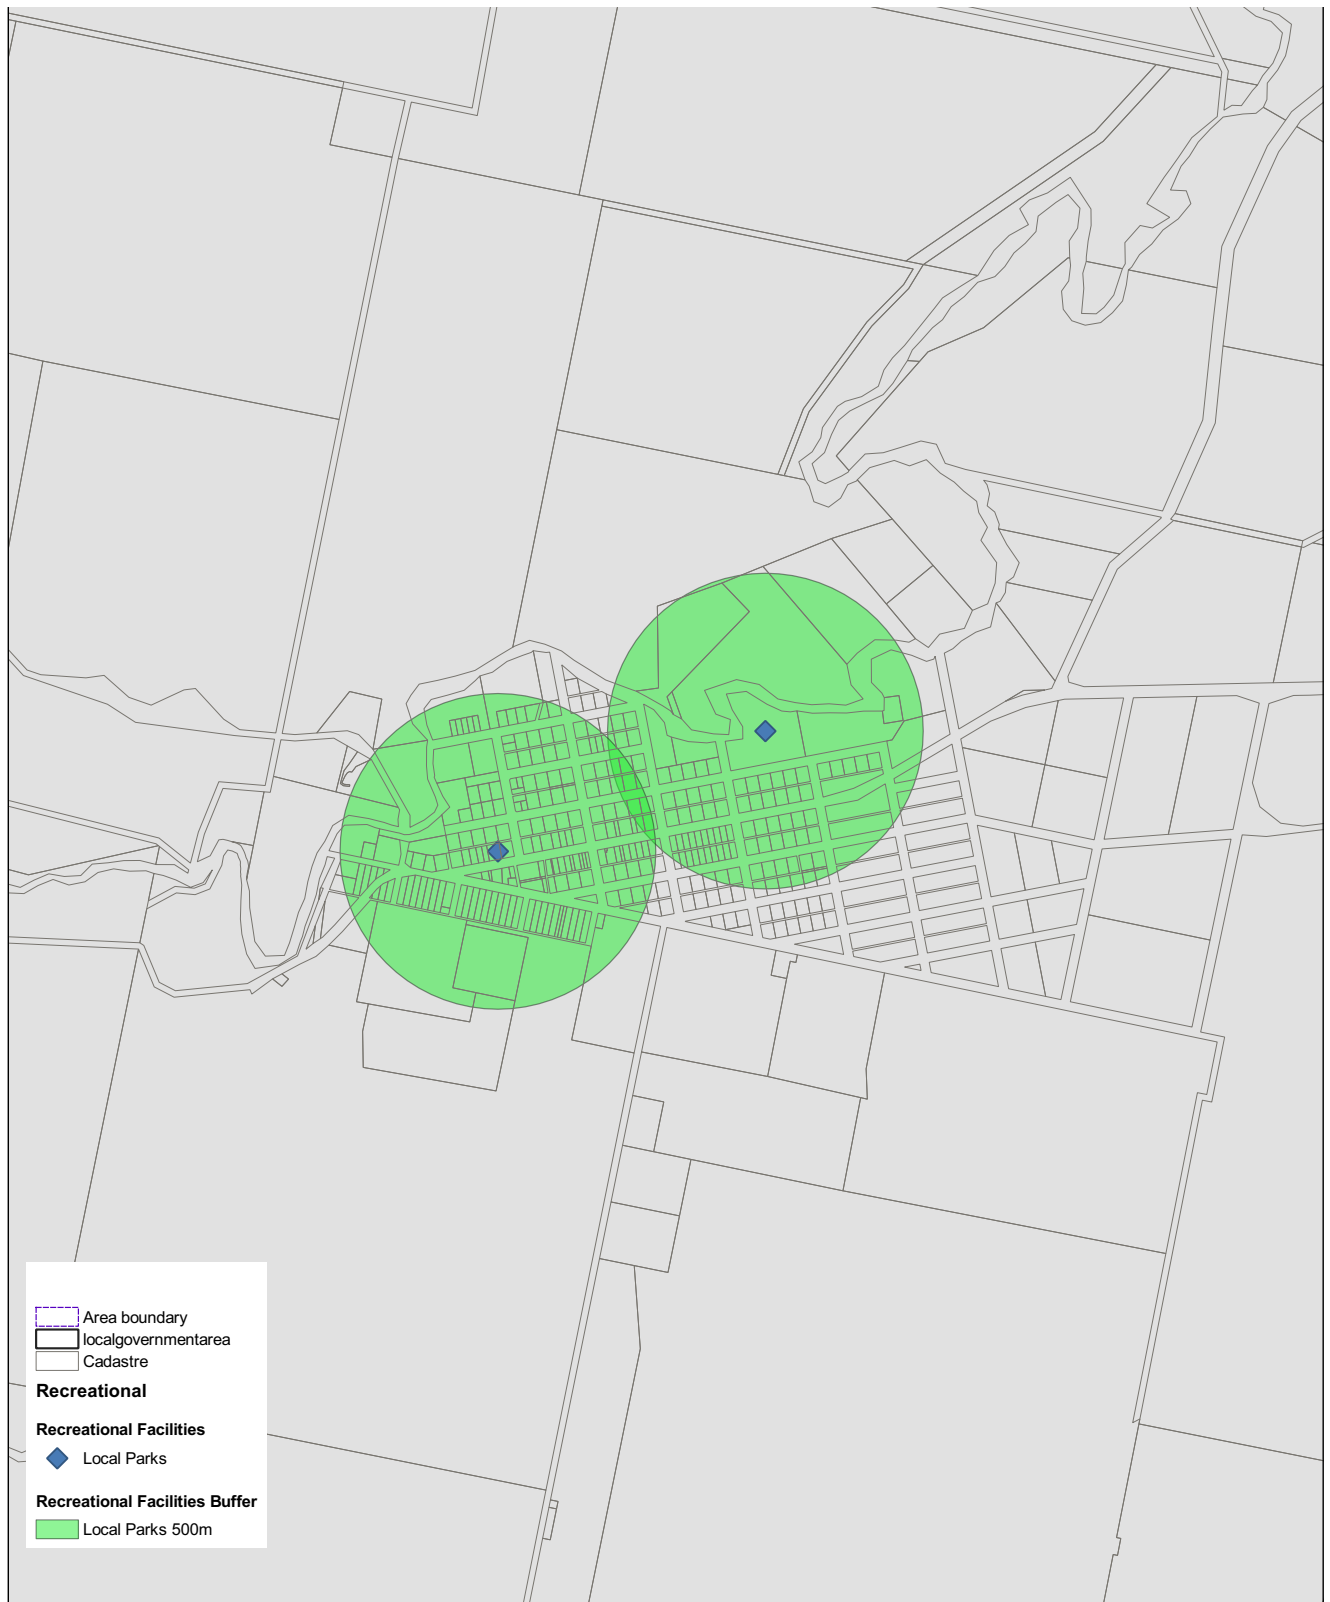 Area boundary
localgovernmentarea
Cadastre
Recreational
Recreational Facilities
Local Parks
Recreational Facilities Buffer
Local Parks 500m